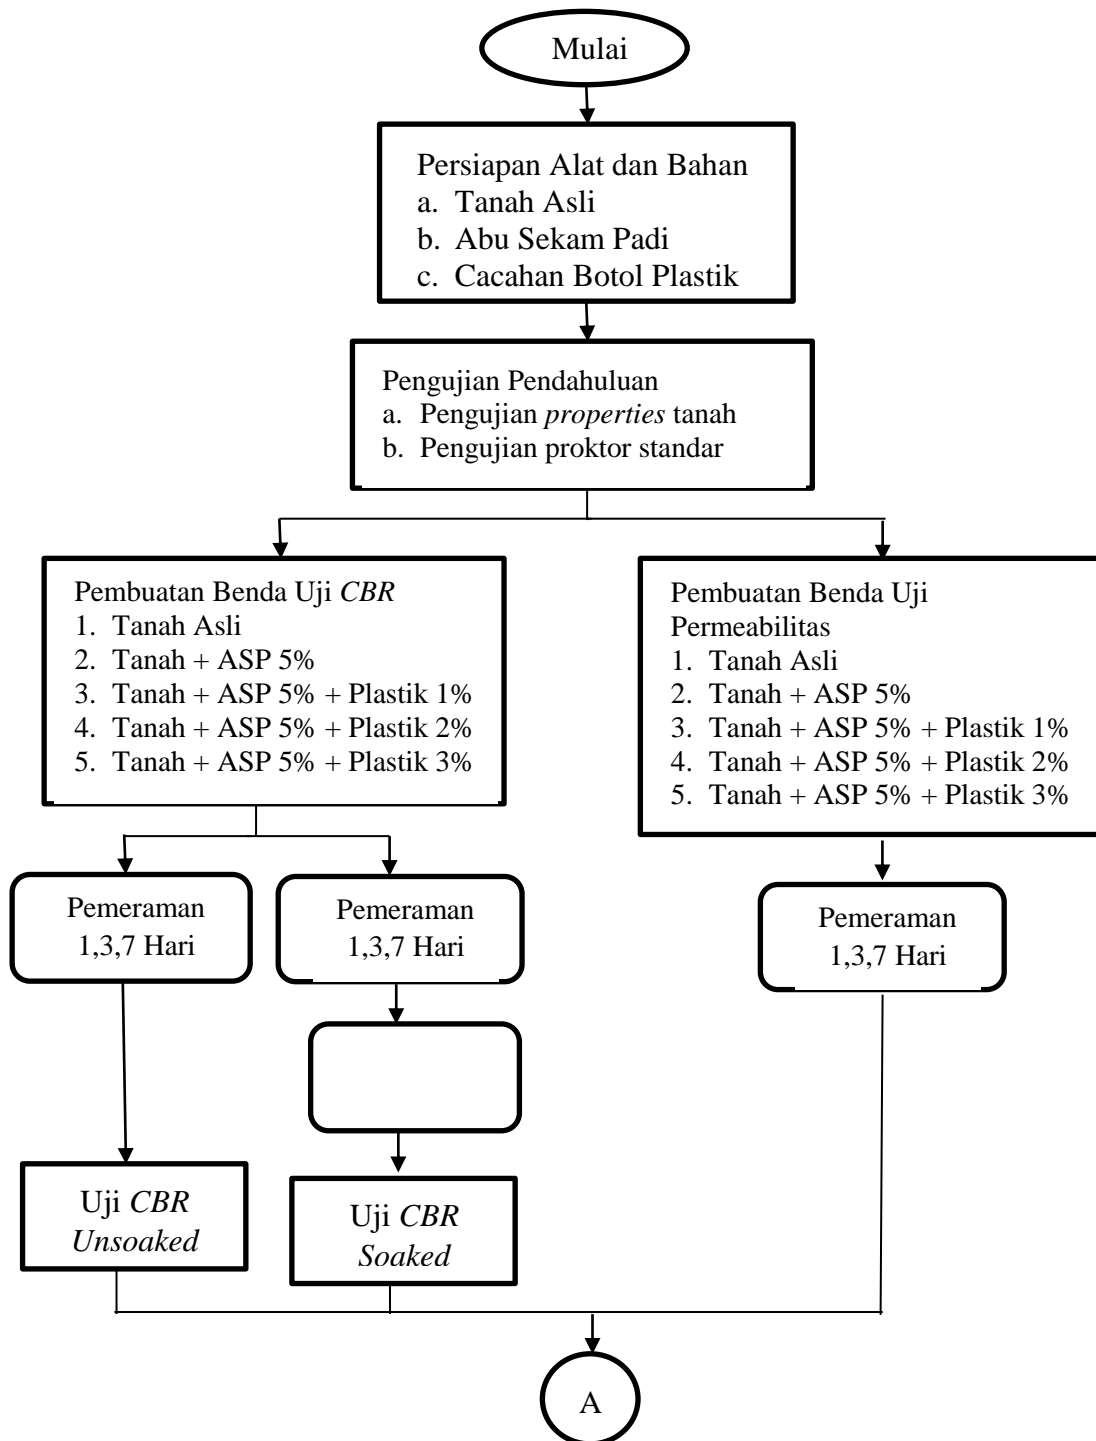 Mulai
Persiapan Alat dan Bahan
a. Tanah Asli
b. Abu Sekam Padi
c. Cacahan Botol Plastik
Pengujian Pendahuluan
a. Pengujian properties tanah
b. Pengujian proktor standar
Pembuatan Benda Uji CBR
1. Tanah Asli
2. Tanah + ASP 5%
3. Tanah + ASP 5% + Plastik 1%
4. Tanah + ASP 5% + Plastik 2%
5. Tanah + ASP 5% + Plastik 3%
Pembuatan Benda Uji
Permeabilitas
1. Tanah Asli
2. Tanah + ASP 5%
3. Tanah + ASP 5% + Plastik 1%
4. Tanah + ASP 5% + Plastik 2%
5. Tanah + ASP 5% + Plastik 3%
Pemeraman
1,3,7 Hari
Pemeraman
1,3,7 Hari
Pemeraman
1,3,7 Hari
Uji CBR
Unsoaked
Uji CBR
Soaked
A